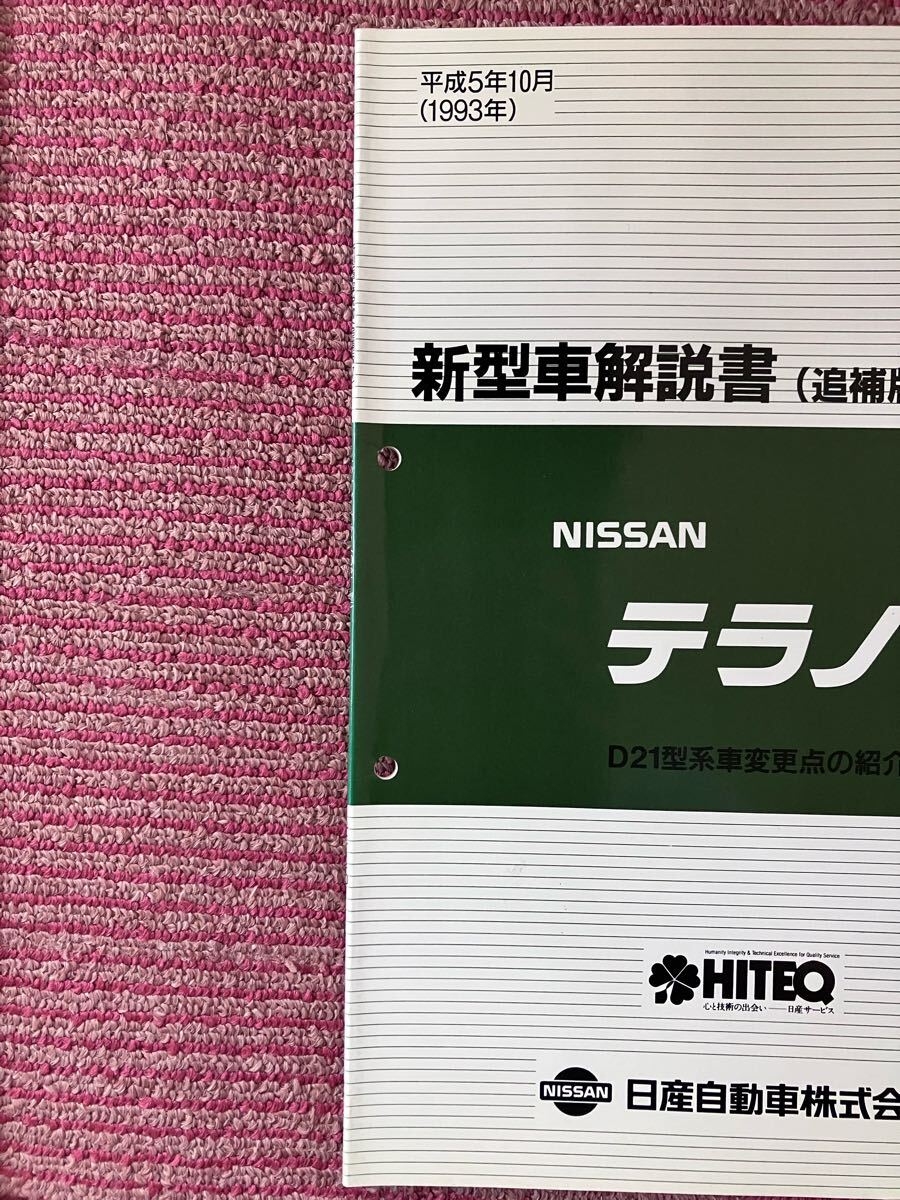 平成5年10月
(1993年)
新型車解説書(追補版
NISSAN
テラノ
D21型系車変更点の紹介
Humanity Integrity & Technical Excellence for Quality Service
HITEQ
心と技術の出会い──日産サービス
NISSAN 日産自動車株式会